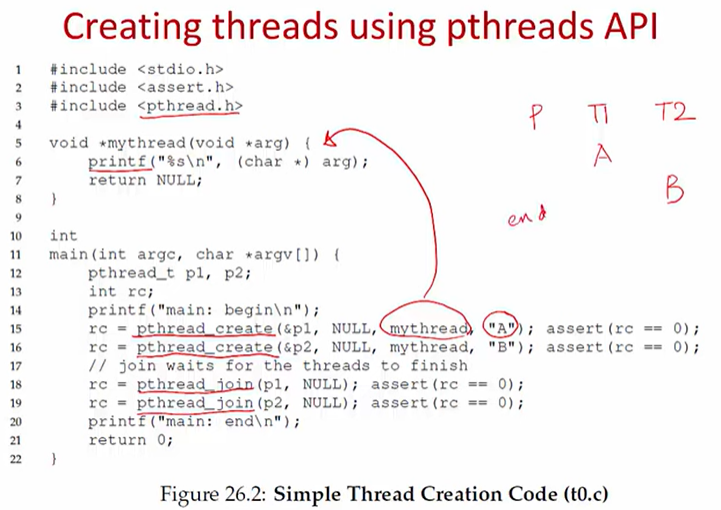 Creating threads using pthreads API
1 #include <stdio.h>
2 #include <assert.h>
3 #include <pthread.h>
4
5 void *mythread(void *arg) {
6 printf("%s\n", (char *) arg);
7 return NULL;
8 }
9
10 int
11 main(int argc, char *argv[]) {
12 pthread_t p1, p2;
13 int rc;
14 printf("main: begin\n");
15 rc = pthread_create(&p1, NULL, mythread, "A"); assert(rc == 0);
16 rc = pthread_create(&p2, NULL, mythread, "B"); assert(rc == 0);
17 // join waits for the threads to finish
18 rc = pthread_join(p1, NULL); assert(rc == 0);
19 rc = pthread_join(p2, NULL); assert(rc == 0);
20 printf("main: end\n");
21 return 0;
22 }
P T1 T2
A
B
end
Figure 26.2: Simple Thread Creation Code (t0.c)